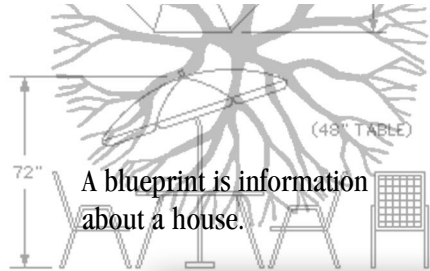 (48" TABLE)
72"
A blueprint is information
about a house.